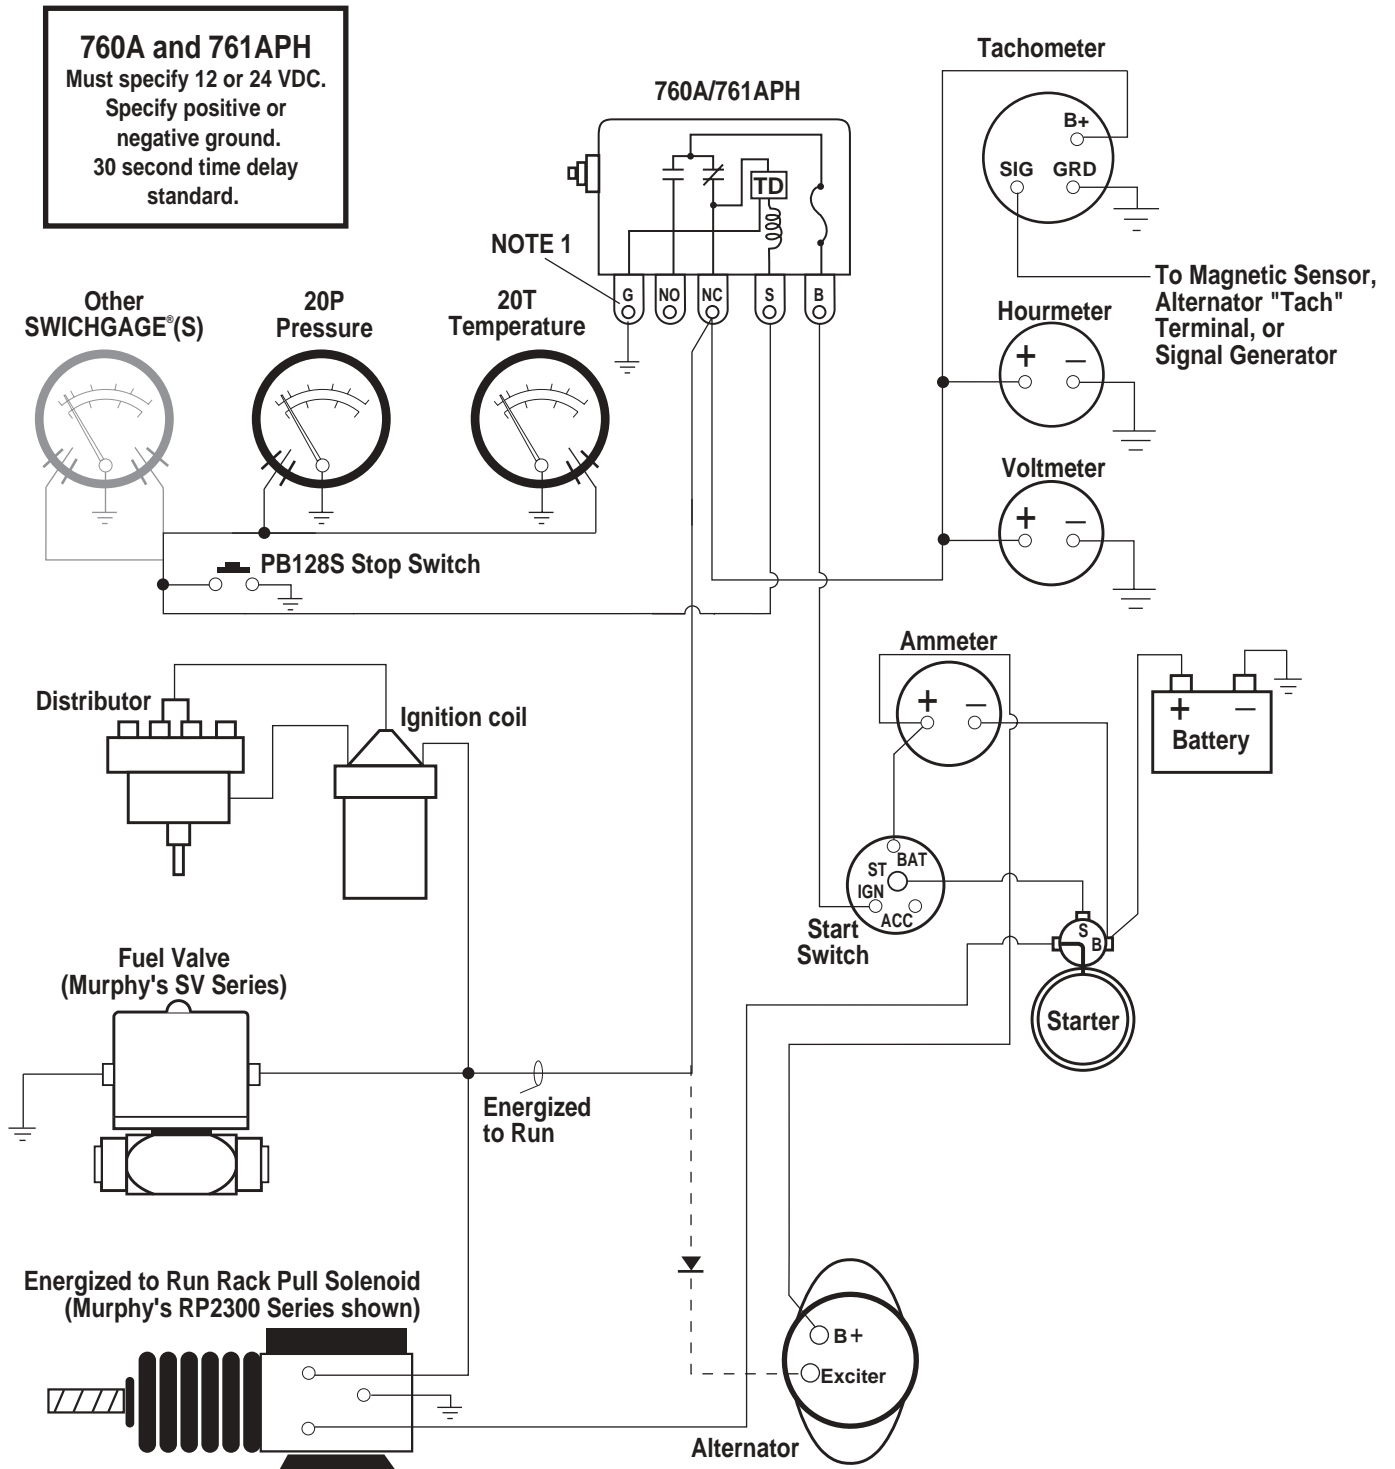 760A and 761APH
Must specify 12 or 24 VDC.
Specify positive or
negative ground.
30 second time delay
standard.
760A/761APH
TD
NOTE 1
G
NO
NC
S
B
Tachometer
B+
SIG
GRD
To Magnetic Sensor,
Alternator "Tach"
Terminal, or
Signal Generator
Other
SWICHGAGE®(S)
20P
Pressure
20T
Temperature
Hourmeter
+
–
Voltmeter
+
–
PB128S Stop Switch
Ammeter
+
–
+
–
Battery
Distributor
Ignition coil
BAT
ST
IGN
ACC
Start
Switch
S
B
Starter
Fuel Valve
(Murphy's SV Series)
Energized
to Run
Energized to Run Rack Pull Solenoid
(Murphy's RP2300 Series shown)
B+
Exciter
Alternator